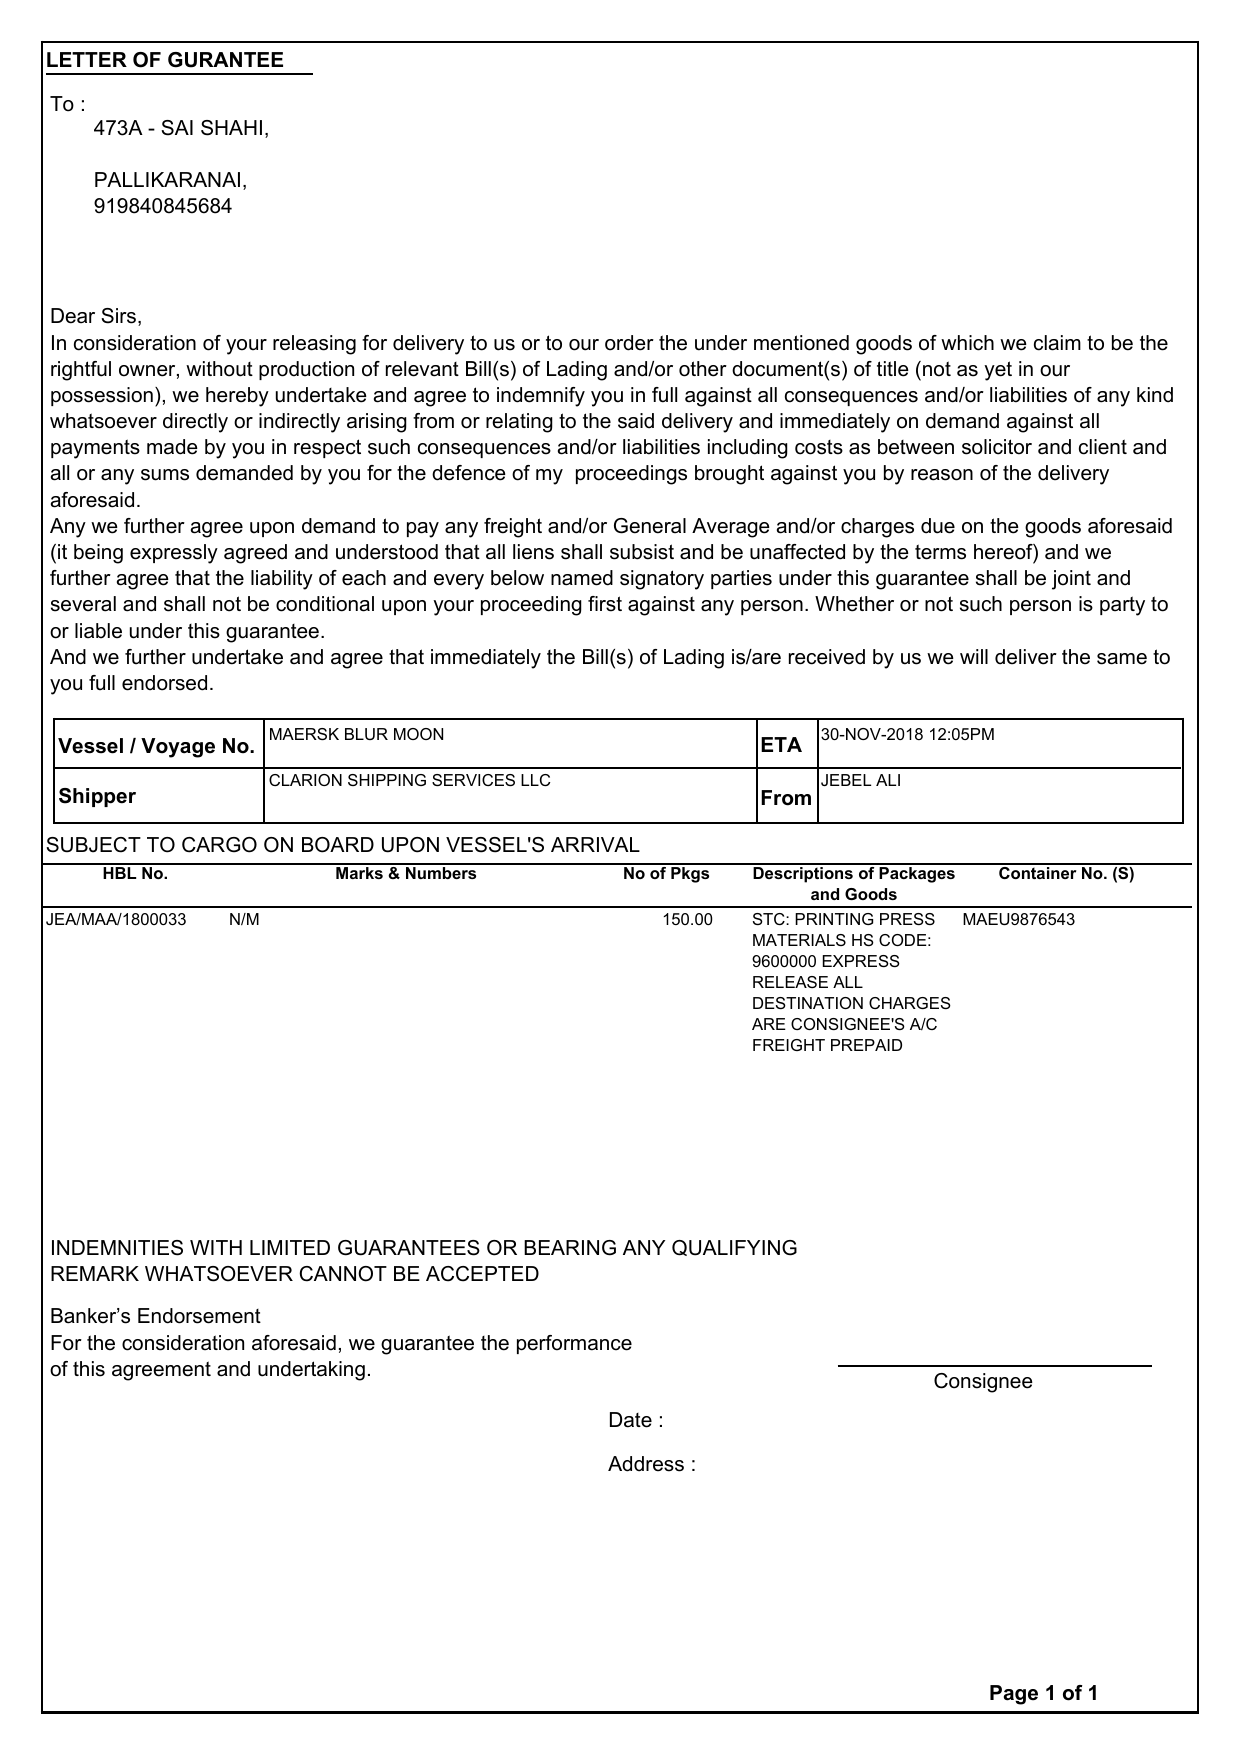 LETTER OF GURANTEE
To :
473A - SAI SHAHI,
PALLIKARANAI,
919840845684
Dear Sirs,
In consideration of your releasing for delivery to us or to our order the under mentioned goods of which we claim to be the
rightful owner, without production of relevant Bill(s) of Lading and/or other document(s) of title (not as yet in our
possession), we hereby undertake and agree to indemnify you in full against all consequences and/or liabilities of any kind
whatsoever directly or indirectly arising from or relating to the said delivery and immediately on demand against all
payments made by you in respect such consequences and/or liabilities including costs as between solicitor and client and
all or any sums demanded by you for the defence of my  proceedings brought against you by reason of the delivery
aforesaid.
Any we further agree upon demand to pay any freight and/or General Average and/or charges due on the goods aforesaid
(it being expressly agreed and understood that all liens shall subsist and be unaffected by the terms hereof) and we
further agree that the liability of each and every below named signatory parties under this guarantee shall be joint and
several and shall not be conditional upon your proceeding first against any person. Whether or not such person is party to
or liable under this guarantee.
And we further undertake and agree that immediately the Bill(s) of Lading is/are received by us we will deliver the same to
you full endorsed.
Vessel / Voyage No. MAERSK BLUR MOON ETA 30-NOV-2018 12:05PM
Shipper CLARION SHIPPING SERVICES LLC From JEBEL ALI
SUBJECT TO CARGO ON BOARD UPON VESSEL'S ARRIVAL
HBL No. Marks & Numbers No of Pkgs Descriptions of Packages Container No. (S)
and Goods
JEA/MAA/1800033 N/M 150.00 STC: PRINTING PRESS MAEU9876543
MATERIALS HS CODE:
9600000 EXPRESS
RELEASE ALL
DESTINATION CHARGES
ARE CONSIGNEE'S A/C
FREIGHT PREPAID
INDEMNITIES WITH LIMITED GUARANTEES OR BEARING ANY QUALIFYING
REMARK WHATSOEVER CANNOT BE ACCEPTED
Banker’s Endorsement
For the consideration aforesaid, we guarantee the performance
of this agreement and undertaking.
Consignee
Date :
Address :
Page 1 of 1